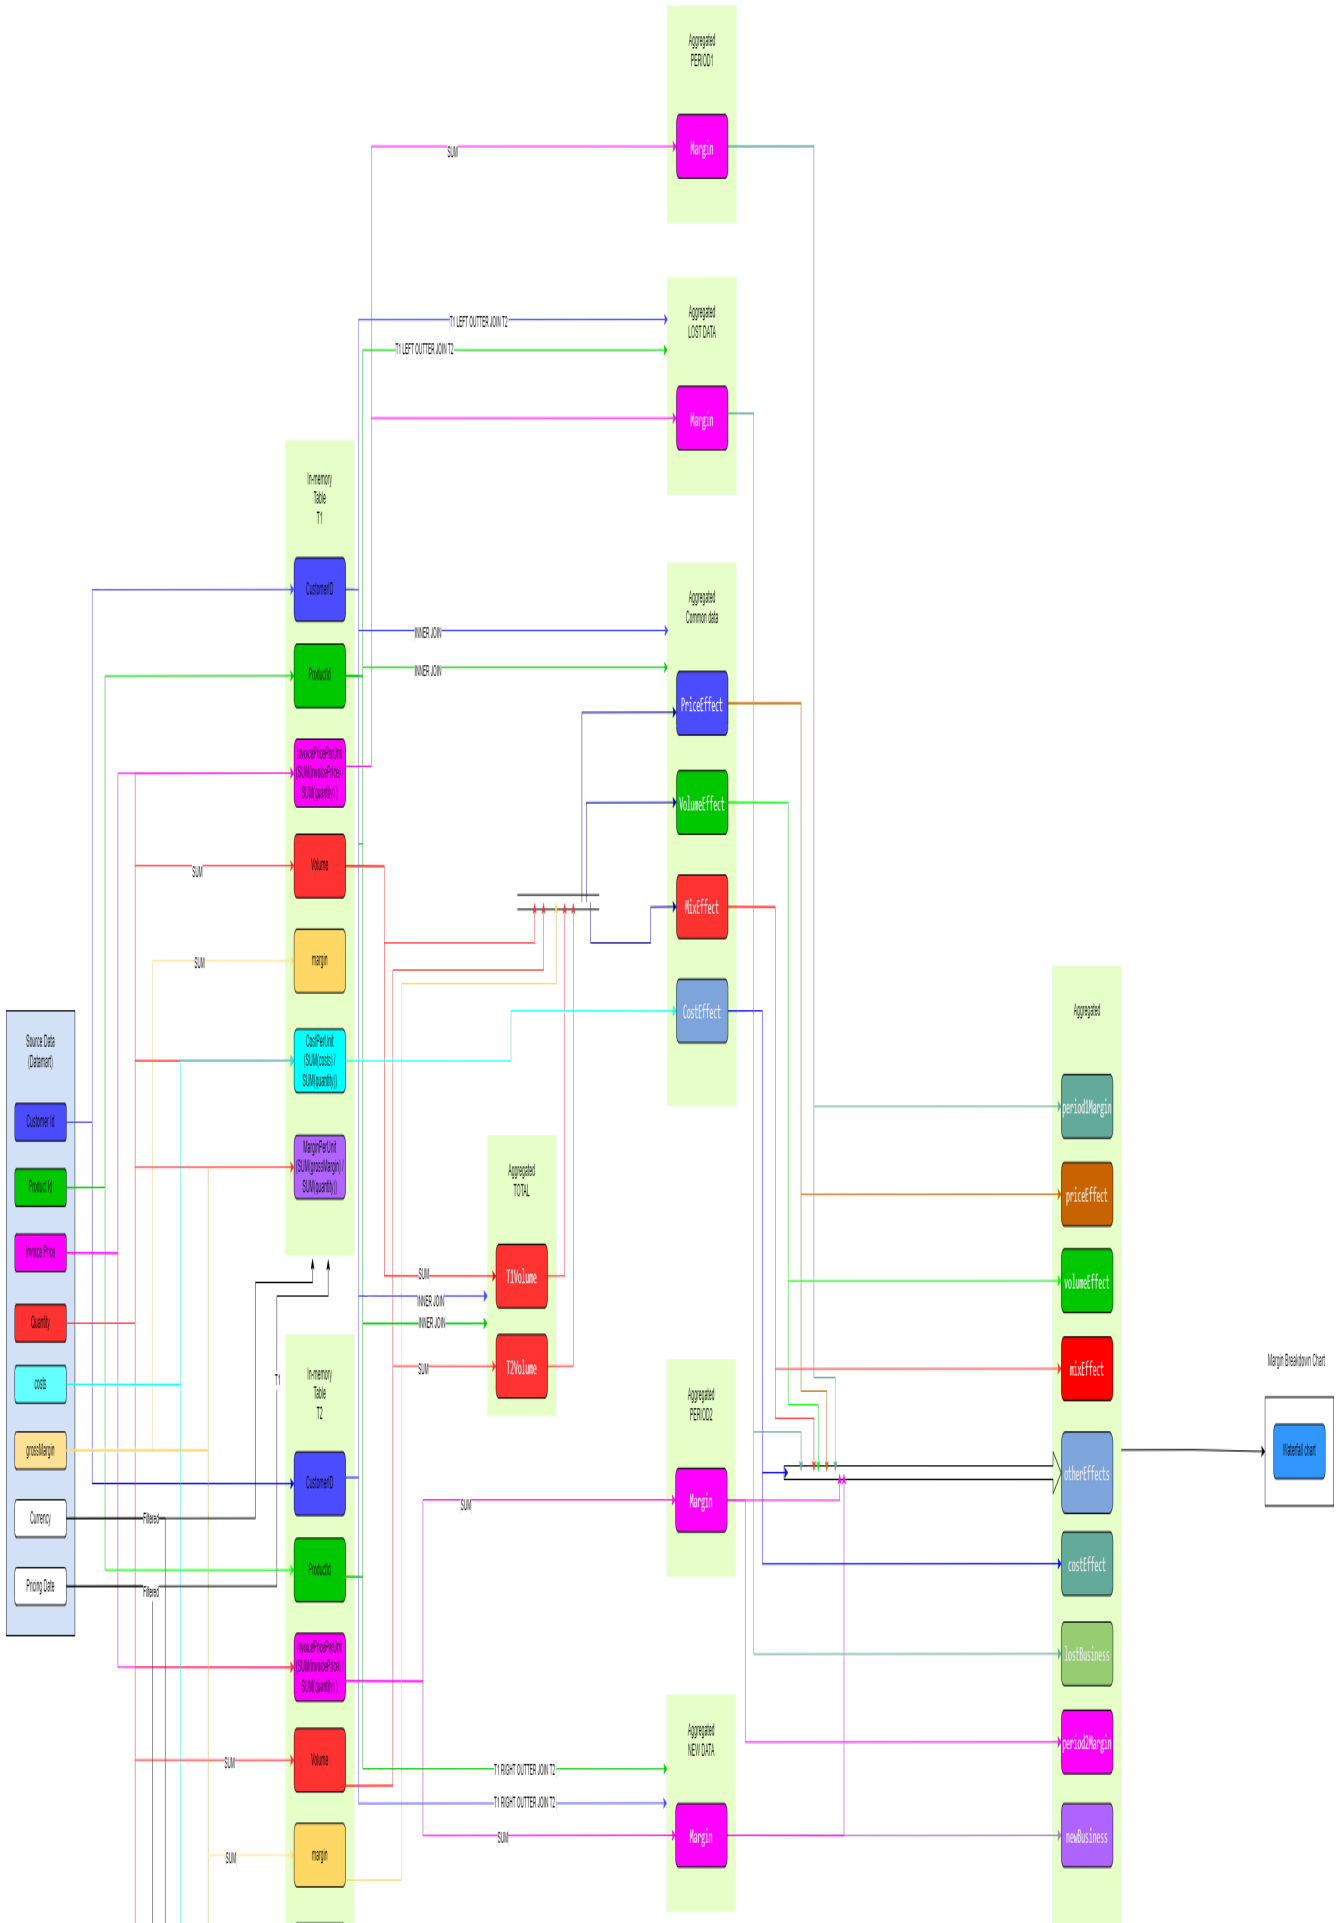 Aggregated
PERIOD1
Margin
SUM
Aggregated
LOST DATA
T1 LEFT OUTTER JOIN T2
T1 LEFT OUTTER JOIN T2
Margin
In-memory
Table
T1
CustomerID
ProductId
InvoicePricePerUnit
(SUM(InvoicePrice) /
SUM(quantity))
Volume
SUM
margin
SUM
CostPerUnit
(SUM(costs) /
SUM(quantity))
MarginPerUnit
(SUM(grossMargin) /
SUM(quantity))
Aggregated
Common data
INNER JOIN
INNER JOIN
PriceEffect
VolumeEffect
MixEffect
CostEffect
Source Data
(Datamart)
Customer Id
Product Id
Invoice Price
Quantity
costs
grossMargin
Currency
Pricing Date
Filtered
Filtered
T1
Aggregated
TOTAL
T1Volume
T2Volume
SUM
INNER JOIN
INNER JOIN
SUM
In-memory
Table
T2
CustomerID
ProductId
InvoicePricePerUnit
(SUM(InvoicePrice) /
SUM(quantity))
Volume
SUM
margin
SUM
Aggregated
PERIOD2
Margin
SUM
Aggregated
NEW DATA
T1 RIGHT OUTTER JOIN T2
T1 RIGHT OUTTER JOIN T2
SUM
Margin
Aggregated
period1Margin
priceEffect
volumeEffect
mixEffect
otherEffects
costEffect
lostBusiness
period2Margin
newBusiness
Margin Breakdown Chart
Waterfall chart